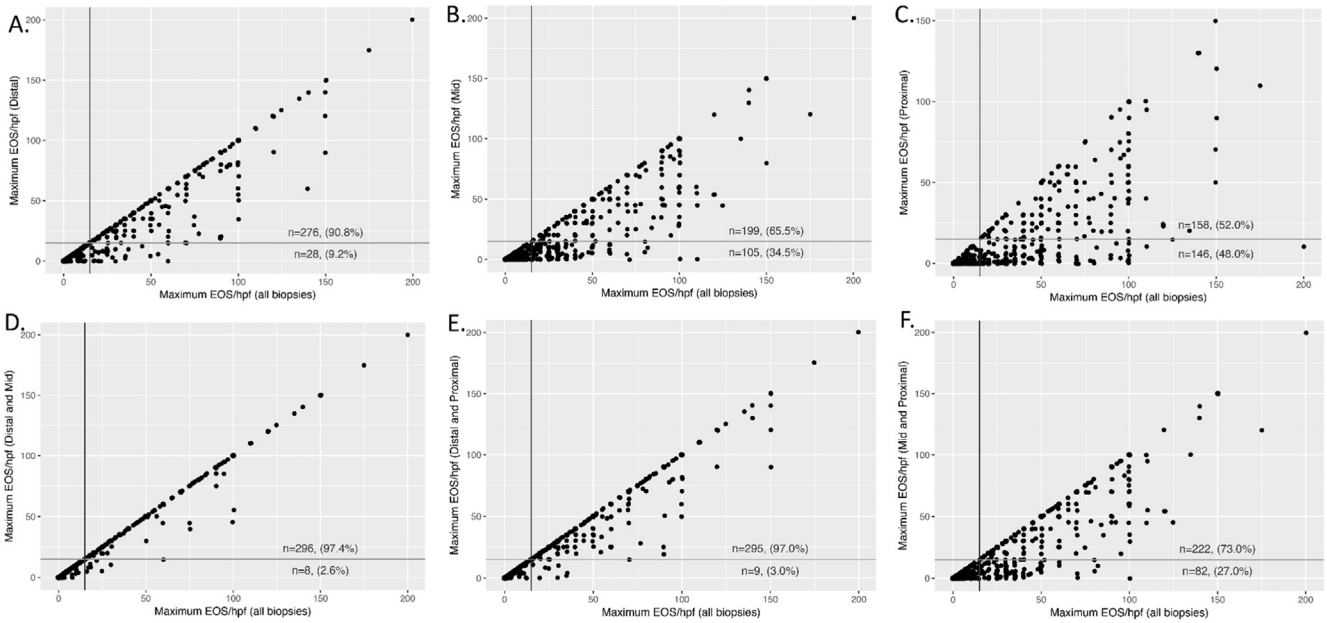 A.
200
150
100
50
0
Maximum EOS/hpf (Distal)
n=276, (90.8%)
n=28, (9.2%)
0 50 100 150 200
Maximum EOS/hpf (all biopsies)
B.
200
150
100
50
0
Maximum EOS/hpf (Mid)
n=199, (65.5%)
n=105, (34.5%)
0 50 100 150 200
Maximum EOS/hpf (all biopsies)
C.
150
100
50
0
Maximum EOS/hpf (Proximal)
n=158, (52.0%)
n=146, (48.0%)
0 50 100 150 200
Maximum EOS/hpf (all biopsies)
D.
200
150
100
50
0
Maximum EOS/hpf (Distal and Mid)
n=296, (97.4%)
n=8, (2.6%)
0 50 100 150 200
Maximum EOS/hpf (all biopsies)
E.
200
150
100
50
0
Maximum EOS/hpf (Distal and Proximal)
n=295, (97.0%)
n=9, (3.0%)
0 50 100 150 200
Maximum EOS/hpf (all biopsies)
F.
200
150
100
50
0
Maximum EOS/hpf (Mid and Proximal)
n=222, (73.0%)
n=82, (27.0%)
0 50 100 150 200
Maximum EOS/hpf (all biopsies)